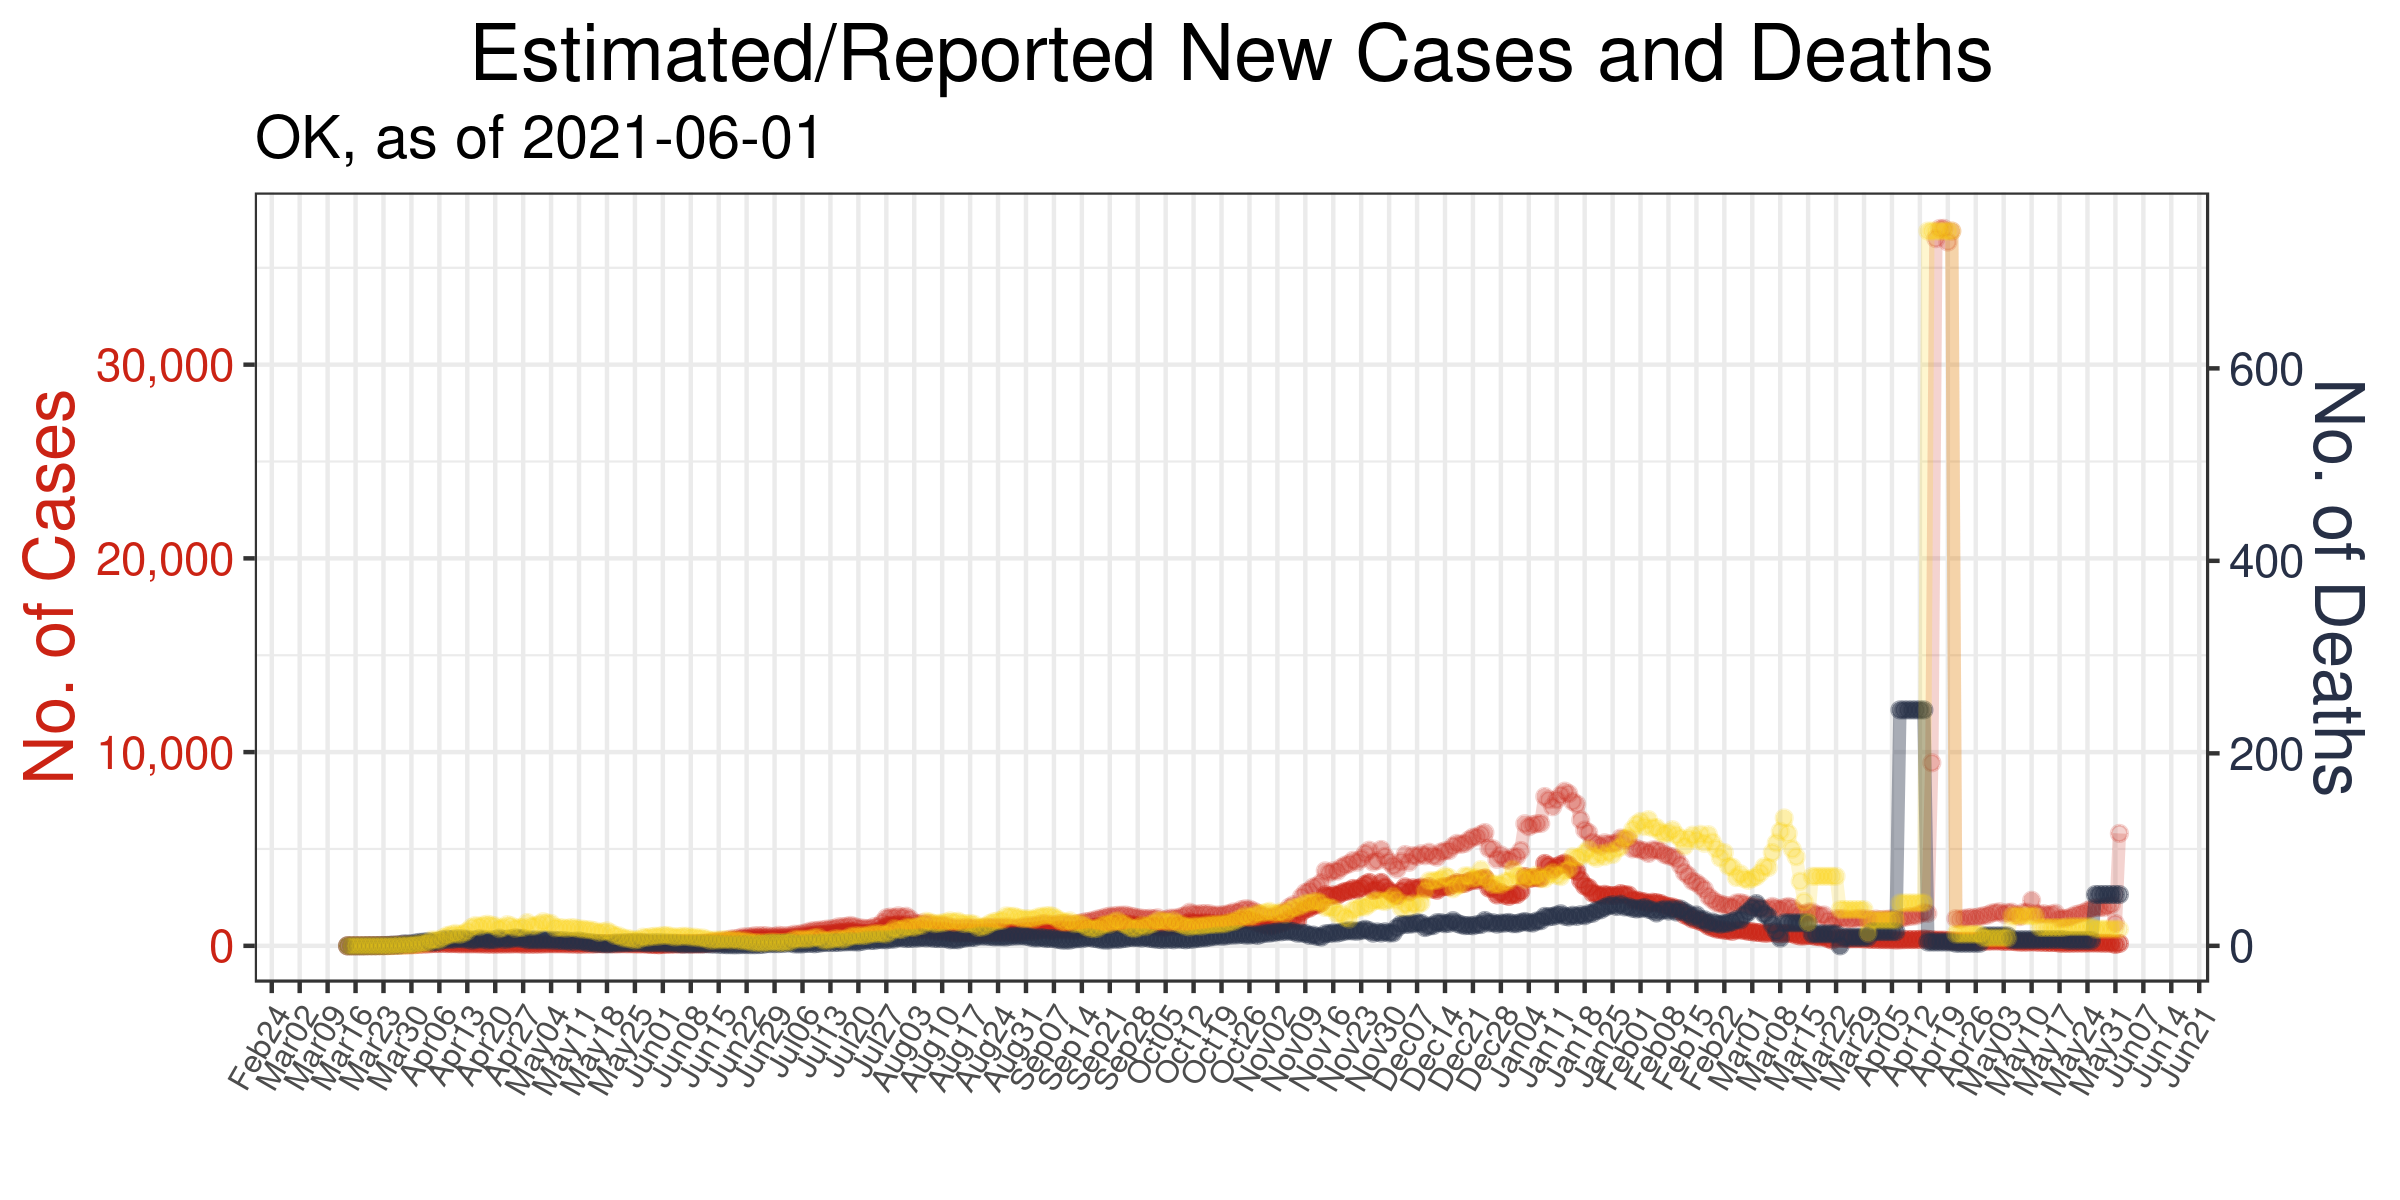 Estimated/Reported New Cases and Deaths
OK, as of 2021-06-01
No. of Cases
30,000
20,000
10,000
0
600
400
200
0
No. of Deaths
Feb24 Mar02 Mar09 Mar16 Mar23 Mar30 Apr06 Apr13 Apr20 Apr27 May04 May11 May18 May25 Jun01 Jun08 Jun15 Jun22 Jun29 Jul06 Jul13 Jul20 Jul27 Aug03 Aug10 Aug17 Aug24 Aug31 Sep07 Sep14 Sep21 Sep28 Oct05 Oct12 Oct19 Oct26 Nov02 Nov09 Nov16 Nov23 Nov30 Dec07 Dec14 Dec21 Dec28 Jan04 Jan11 Jan18 Jan25 Feb01 Feb08 Feb15 Feb22 Mar01 Mar08 Mar15 Mar22 Mar29 Apr05 Apr12 Apr19 Apr26 May03 May10 May17 May24 May31 Jun07 Jun14 Jun21